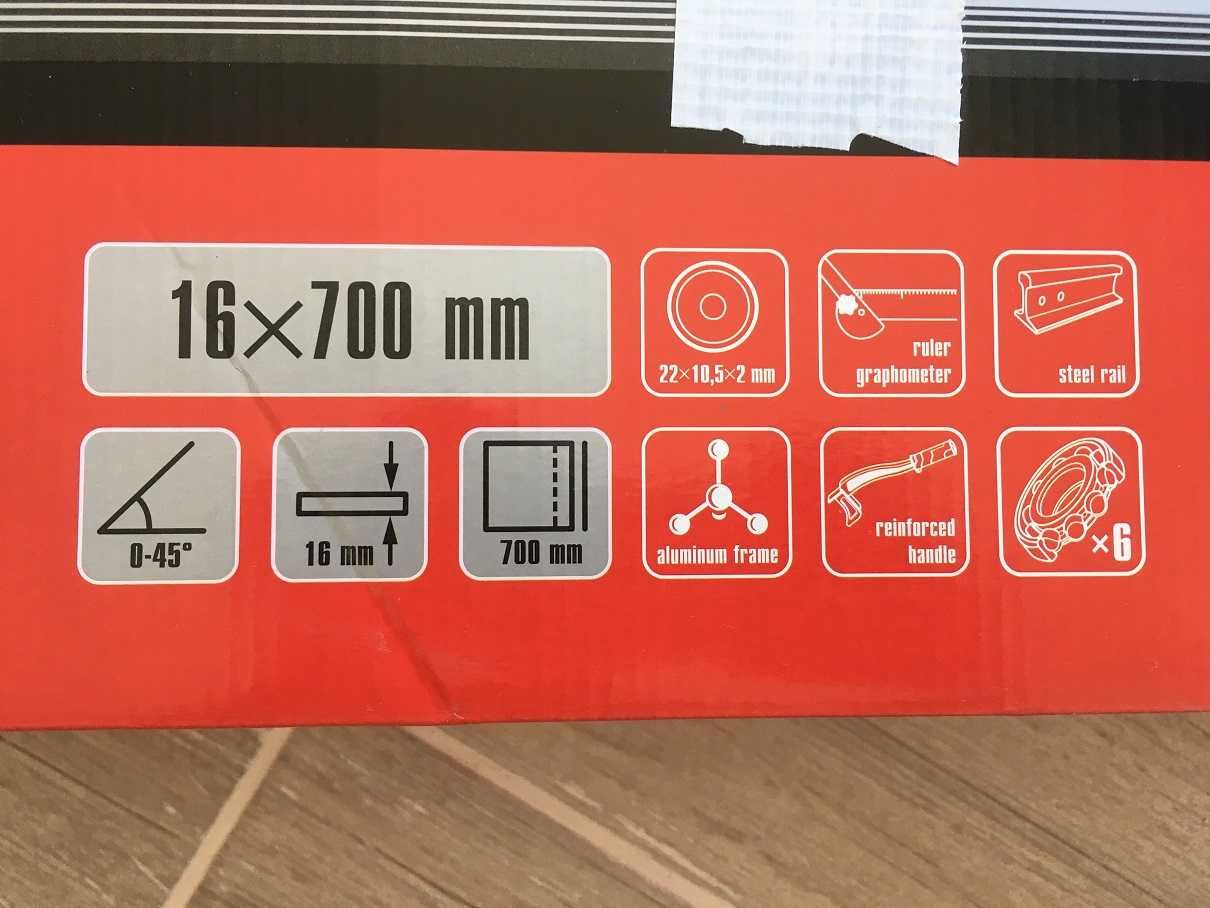 16×700 mm
22×10,5×2 mm
ruler
graphometer
steel rail
0-45°
16 mm
700 mm
aluminum frame
reinforced
handle
×6